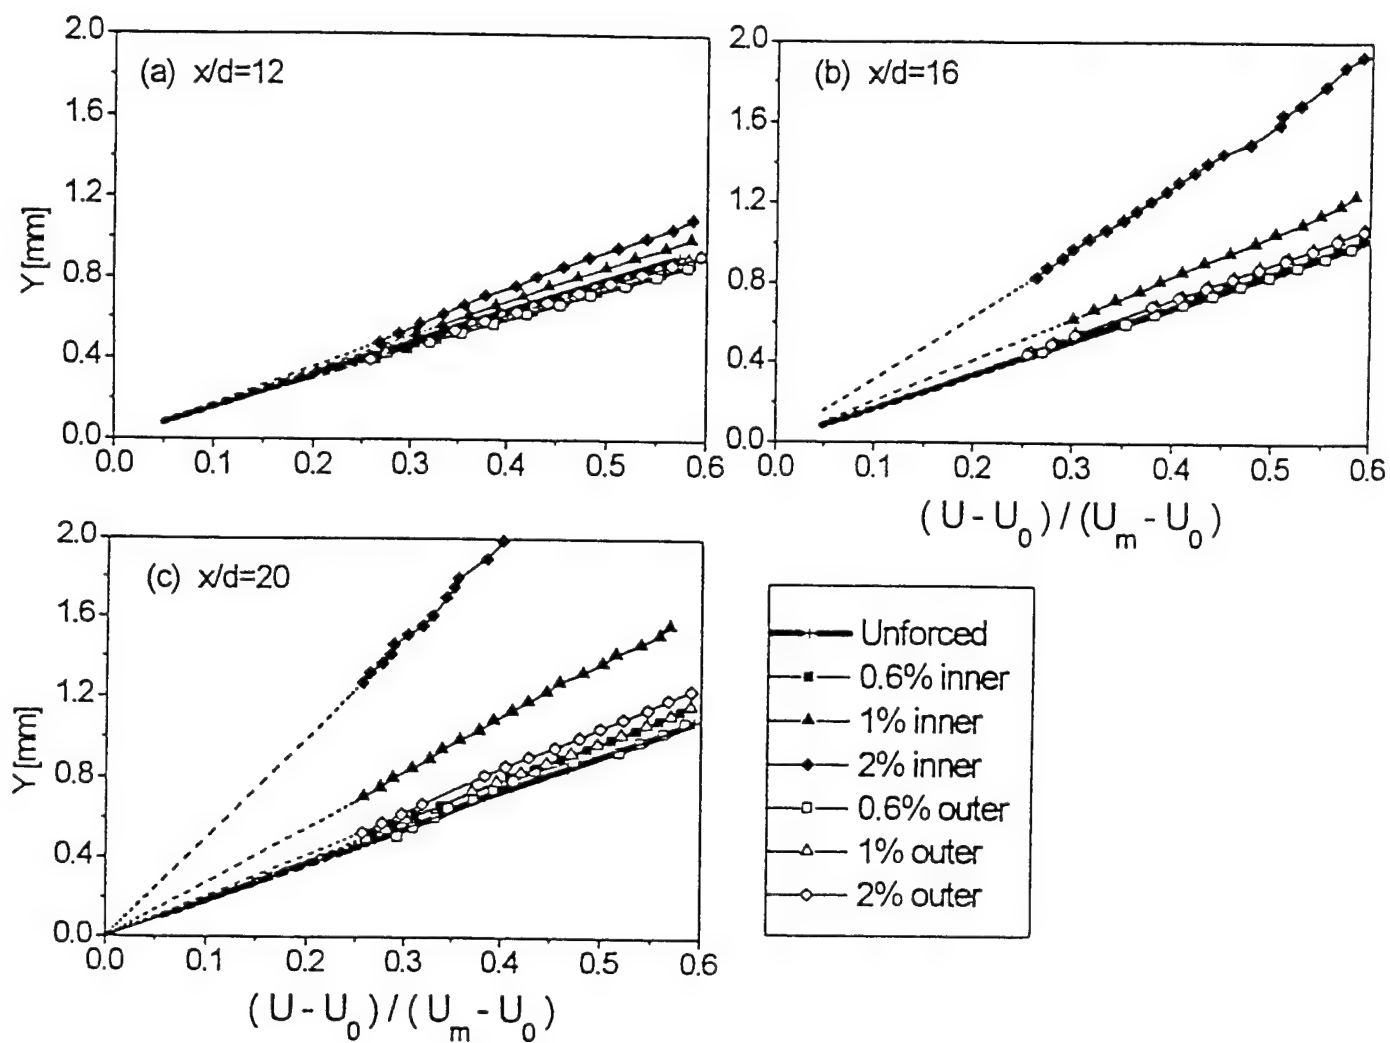 (a) x/d=12
2.0
1.6
1.2
0.8
0.4
0.0
Y [mm]
0.0 0.1 0.2 0.3 0.4 0.5 0.6
(b) x/d=16
2.0
1.6
1.2
0.8
0.4
0.0
0.0 0.1 0.2 0.3 0.4 0.5 0.6
(U-U0)/(Um-U0)
(c) x/d=20
2.0
1.6
1.2
0.8
0.4
0.0
Y [mm]
0.0 0.1 0.2 0.3 0.4 0.5 0.6
(U-U0)/(Um-U0)
Unforced
0.6% inner
1% inner
2% inner
0.6% outer
1% outer
2% outer